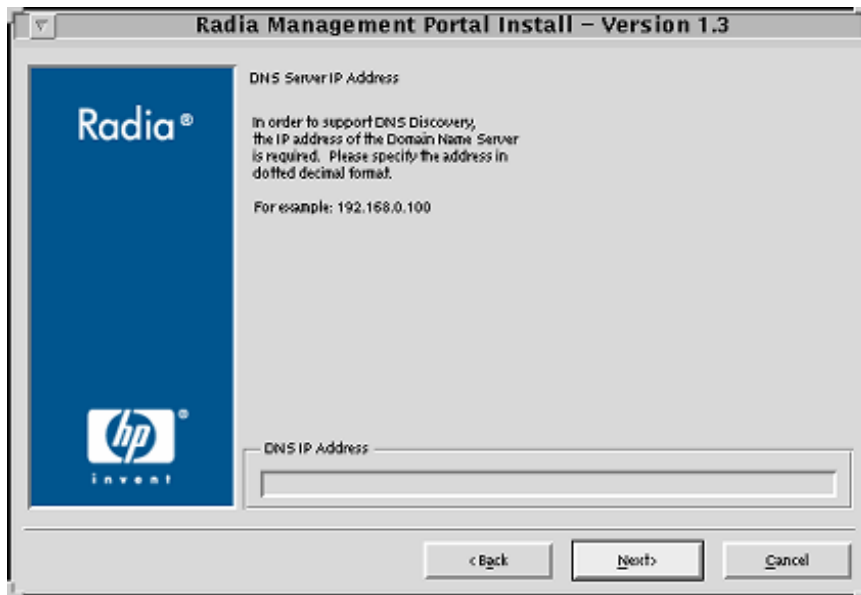 Radia Management Portal Install – Version 1.3
Radia®
DNS Server IP Address
In order to support DNS Discovery,
the IP address of the Domain Name Server
is required. Please specify the address in
dotted decimal format.
For example: 192.168.0.100
hp®
invent
DNS IP Address
<Back
Next>
Cancel